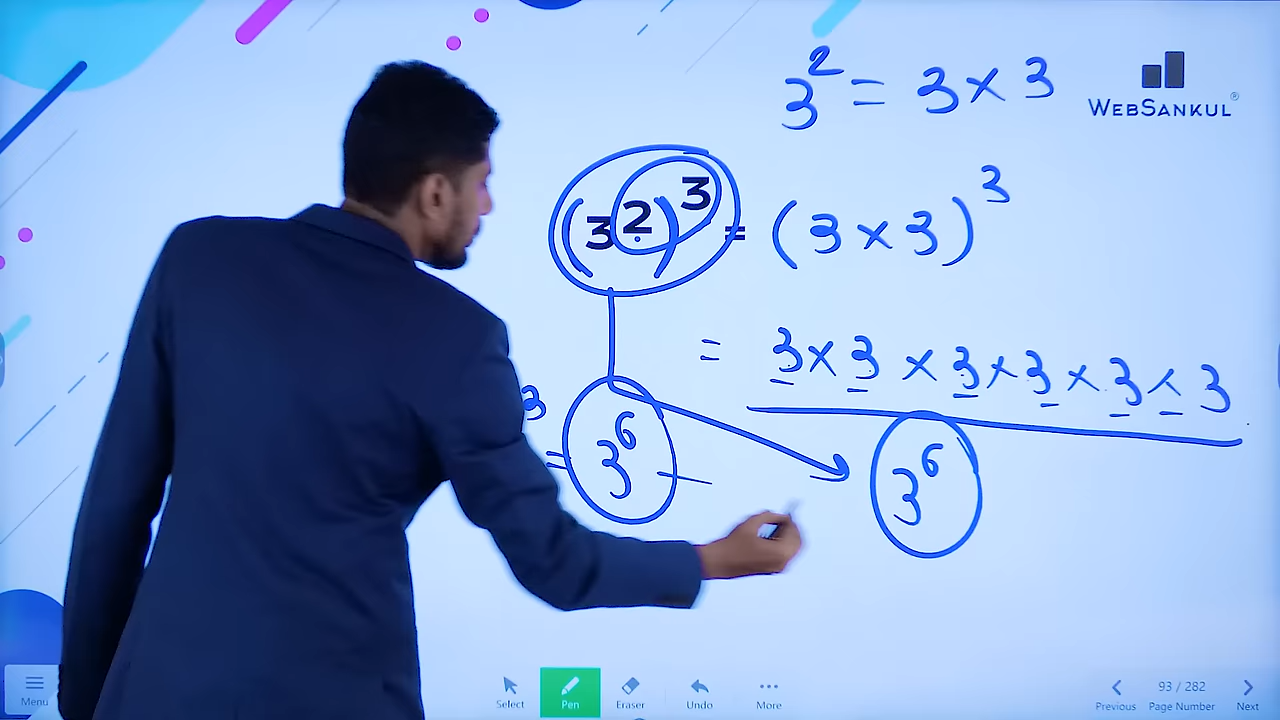 3² = 3 × 3
WEBSANKUL®
(3²)³ = (3 × 3)³
= 3 × 3 × 3 × 3 × 3 × 3
3
= 3⁶
3⁶
Menu
Select
Pen
Eraser
Undo
More
Previous
93 / 282
Page Number
Next